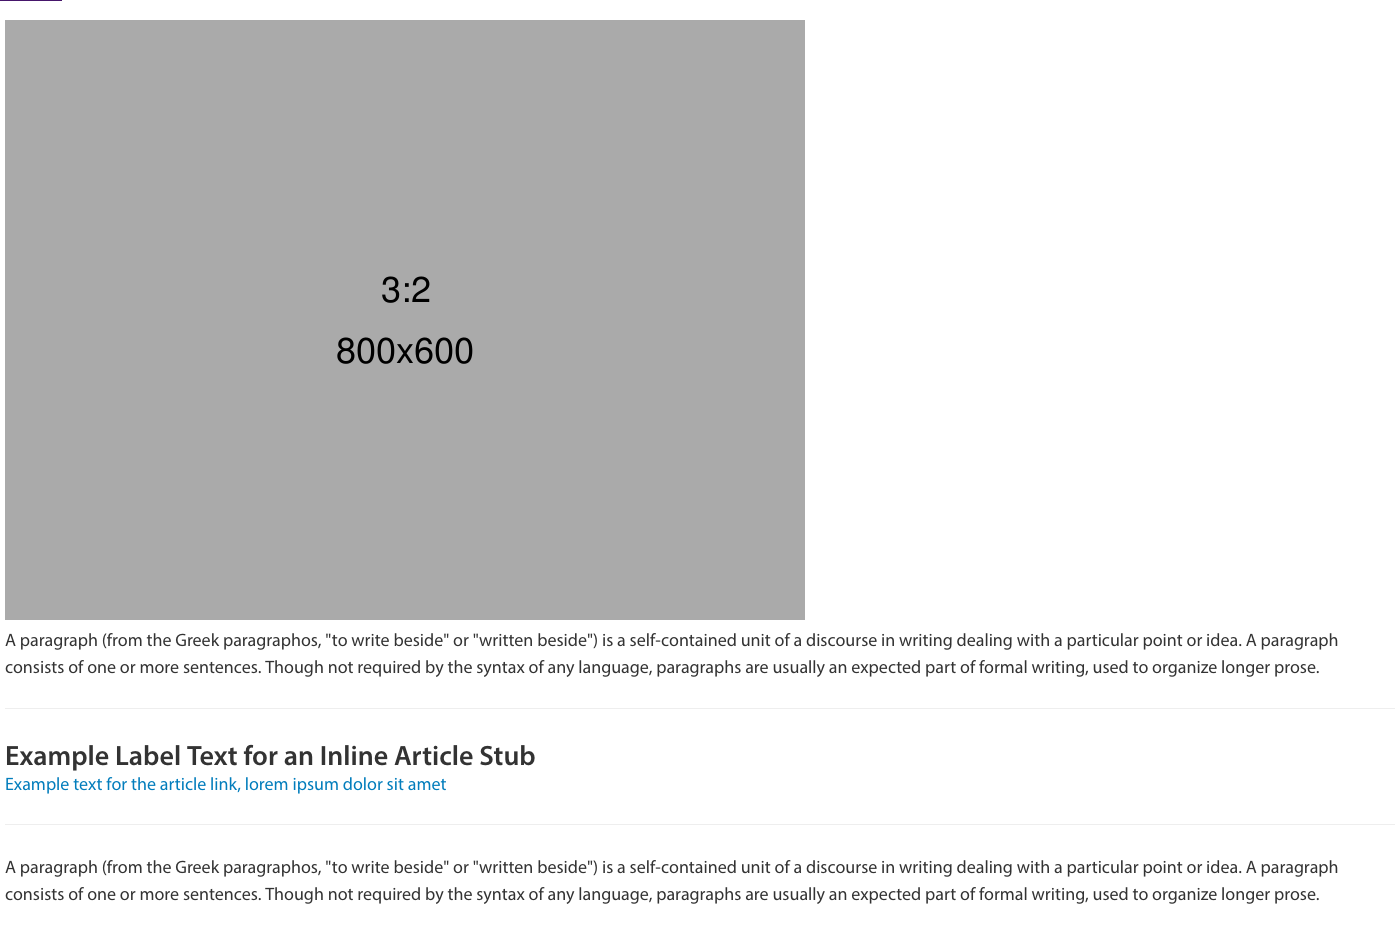 3:2
800x600
A paragraph (from the Greek paragraphos, "to write beside" or "written beside") is a self-contained unit of a discourse in writing dealing with a particular point or idea. A paragraph
consists of one or more sentences. Though not required by the syntax of any language, paragraphs are usually an expected part of formal writing, used to organize longer prose.
Example Label Text for an Inline Article Stub
Example text for the article link, lorem ipsum dolor sit amet
A paragraph (from the Greek paragraphos, "to write beside" or "written beside") is a self-contained unit of a discourse in writing dealing with a particular point or idea. A paragraph
consists of one or more sentences. Though not required by the syntax of any language, paragraphs are usually an expected part of formal writing, used to organize longer prose.